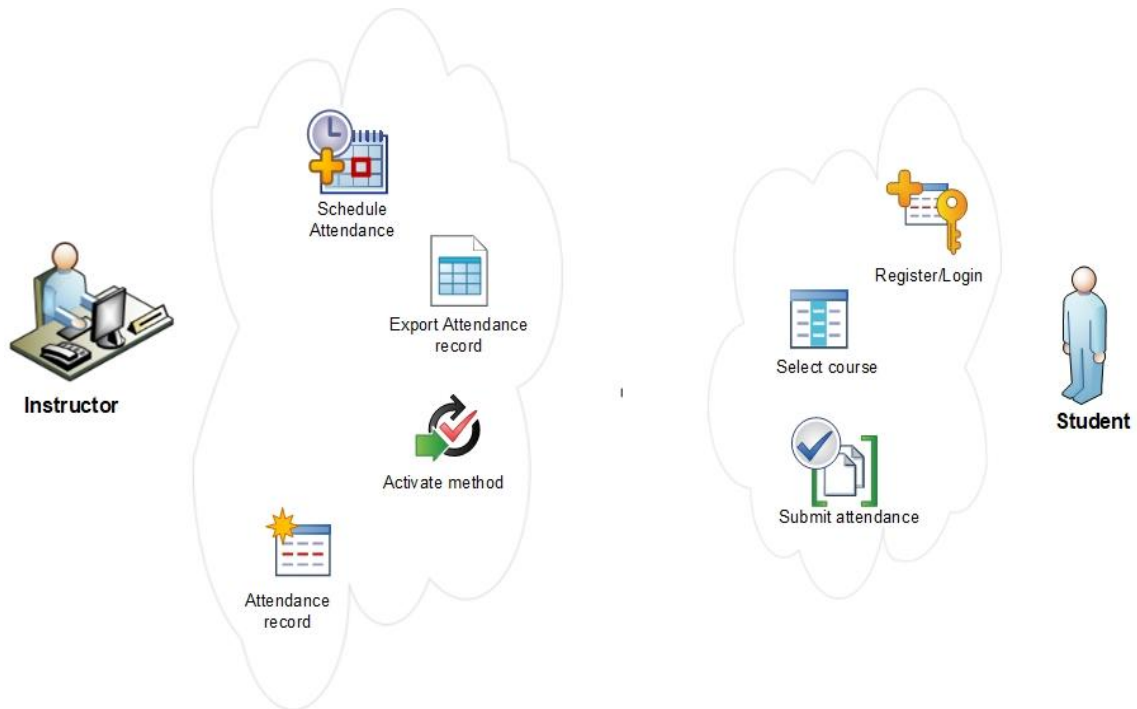 Schedule
Attendance
Export Attendance
record
Instructor
Activate method
Attendance
record
Register/Login
Select course
Student
Submit attendance